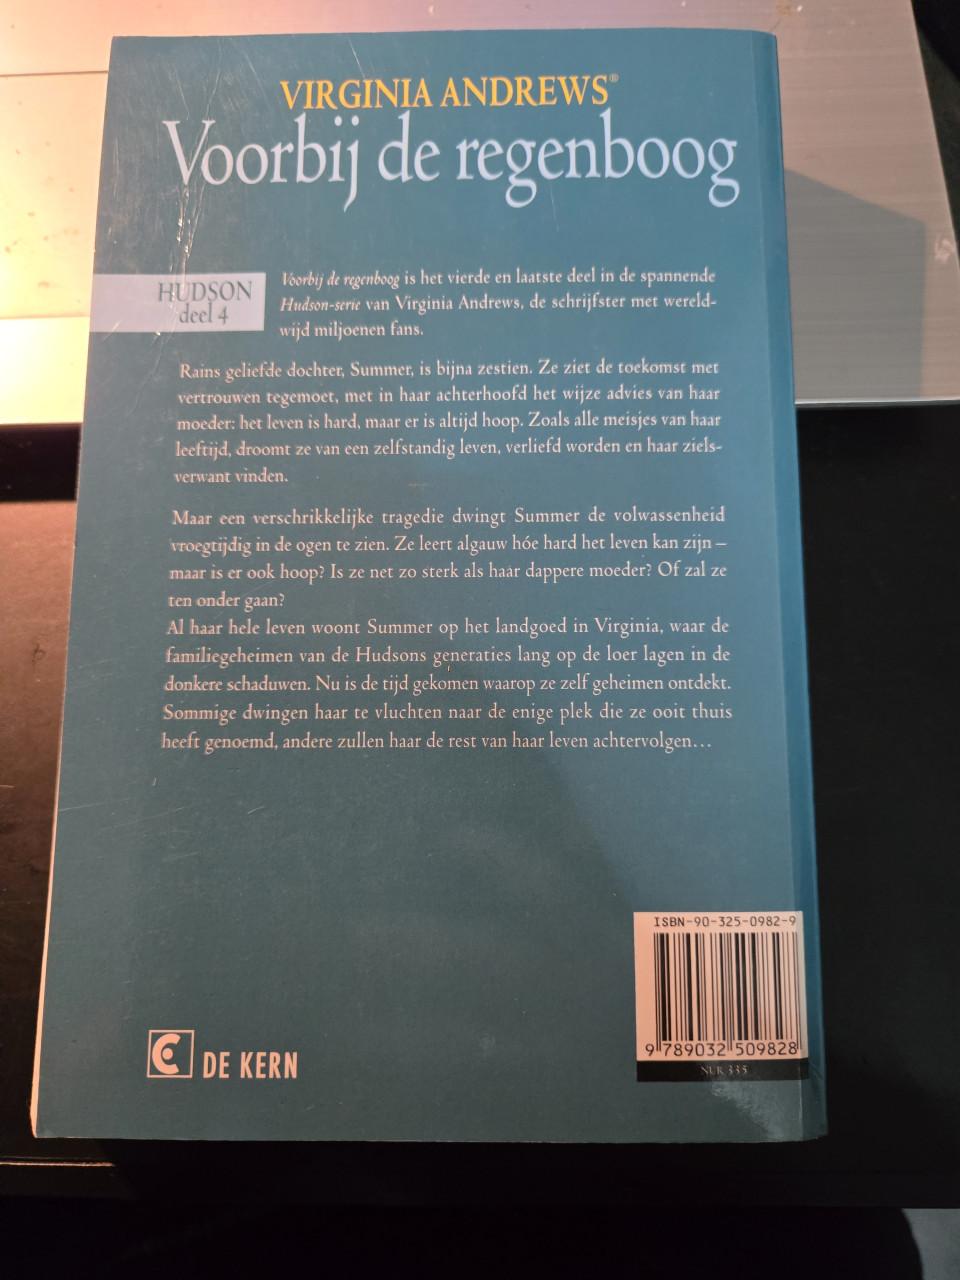 VIRGINIA ANDREWS®
Voorbij de regenboog
HUDSON
deel 4
Voorbij de regenboog is het vierde en laatste deel in de spannende
Hudson-serie van Virginia Andrews, de schrijfster met wereld-
wijd miljoenen fans.
Rains geliefde dochter, Summer, is bijna zestien. Ze ziet de toekomst met
vertrouwen tegemoet, met in haar achterhoofd het wijze advies van haar
moeder: het leven is hard, maar er is altijd hoop. Zoals alle meisjes van haar
leeftijd, droomt ze van een zelfstandig leven, verliefd worden en haar ziels-
verwant vinden.
Maar een verschrikkelijke tragedie dwingt Summer de volwassenheid
vroegtijdig in de ogen te zien. Ze leert algauw hóe hard het leven kan zijn –
maar is er ook hoop? Is ze net zo sterk als haar dappere moeder? Of zal ze
ten onder gaan?
Al haar hele leven woont Summer op het landgoed in Virginia, waar de
familiegeheimen van de Hudsons generaties lang op de loer lagen in de
donkere schaduwen. Nu is de tijd gekomen waarop ze zelf geheimen ontdekt.
Sommige dwingen haar te vluchten naar de enige plek die ze ooit thuis
heeft genoemd, andere zullen haar de rest van haar leven achtervolgen...
ISBN-90-325-0982-9
9 789032 509828
NUR 335
DE KERN